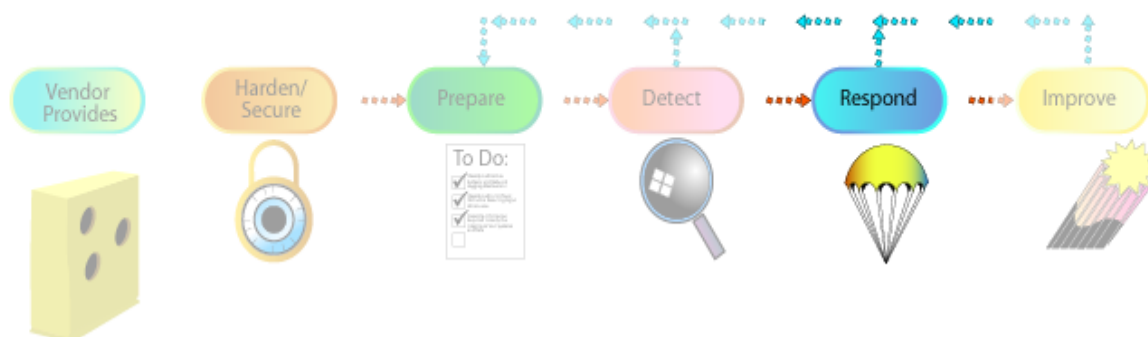 Vendor
Provides
Harden/
Secure
Prepare
Detect
Respond
Improve
To Do: